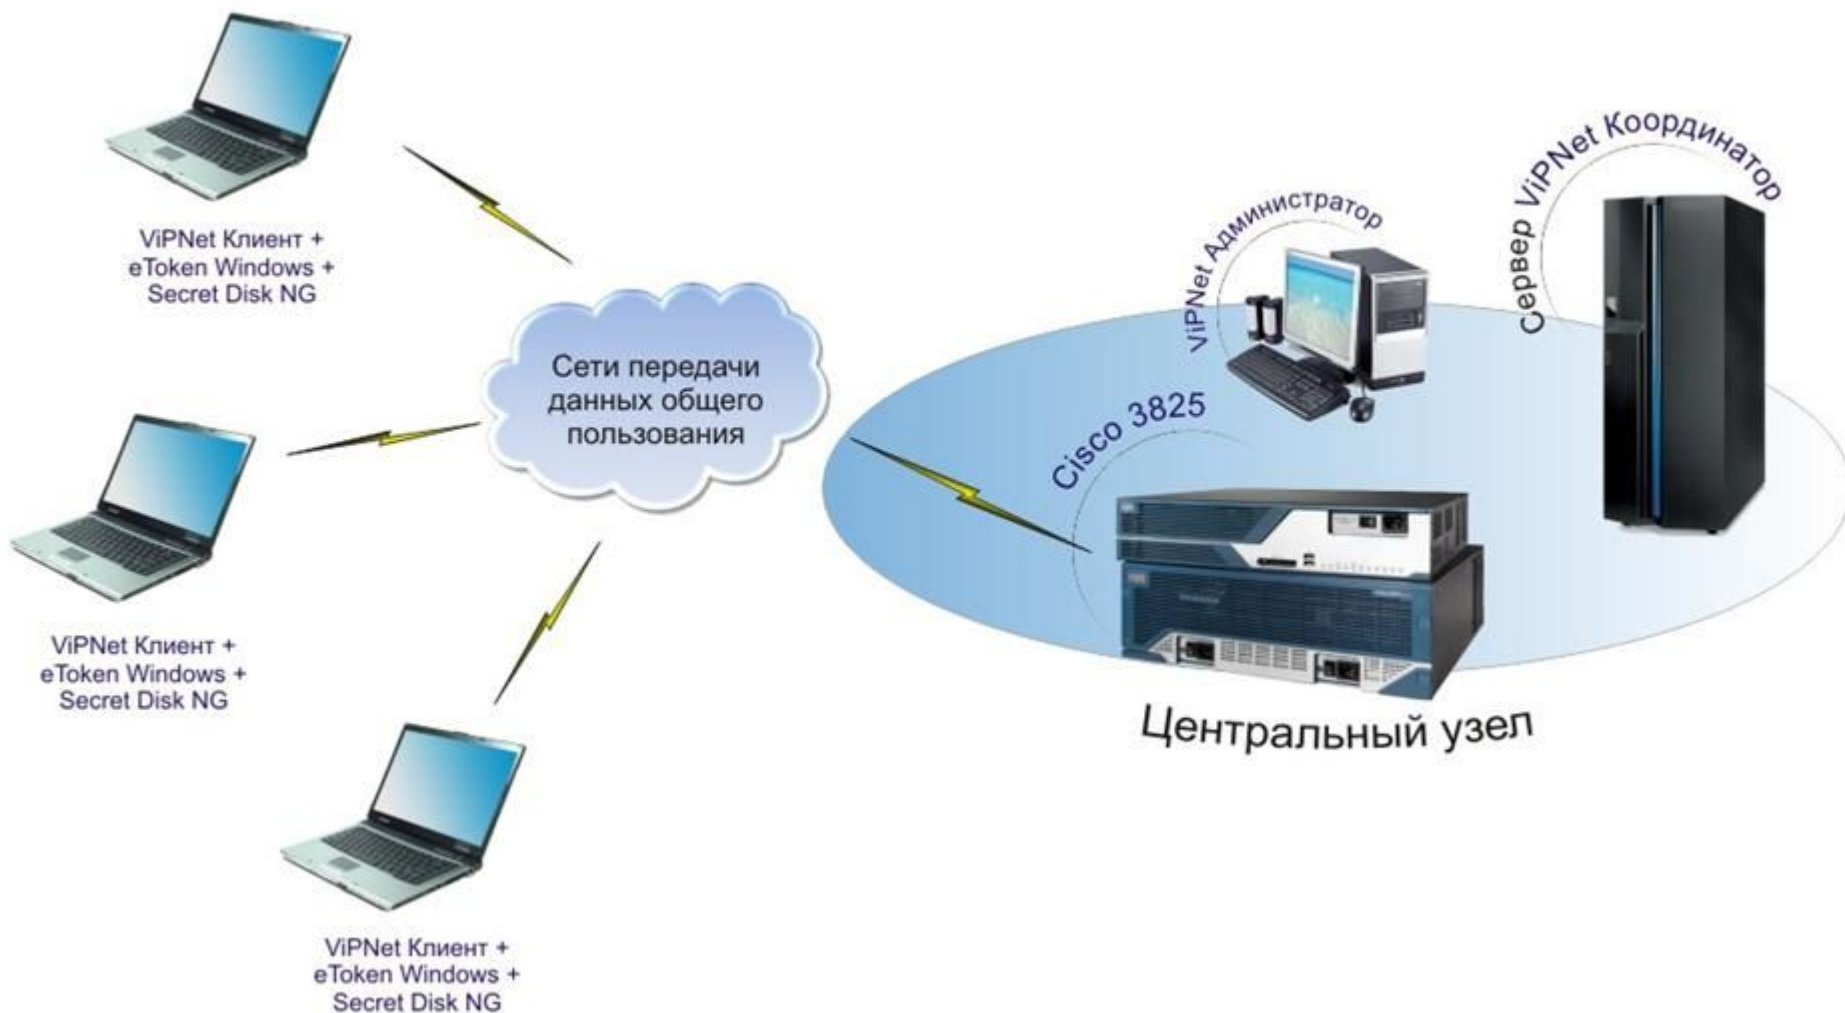 ViPNet Клиент +
eToken Windows +
Secret Disk NG
Сети передачи
данных общего
пользования
ViPNet Клиент +
eToken Windows +
Secret Disk NG
ViPNet Клиент +
eToken Windows +
Secret Disk NG
ViPNet Администратор
Сервер ViPNet Координатор
Cisco 3825
Центральный узел